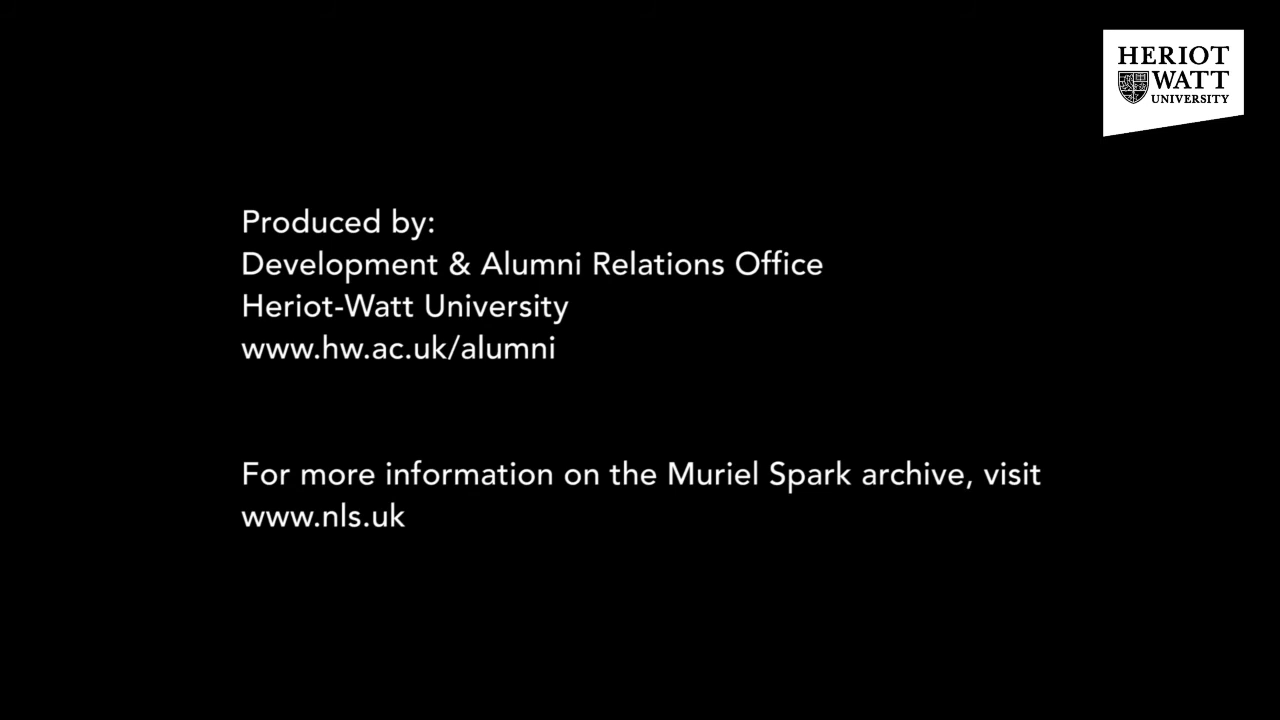 HERIOT
WATT
UNIVERSITY
Produced by:
Development & Alumni Relations Office
Heriot-Watt University
www.hw.ac.uk/alumni
For more information on the Muriel Spark archive, visit
www.nls.uk